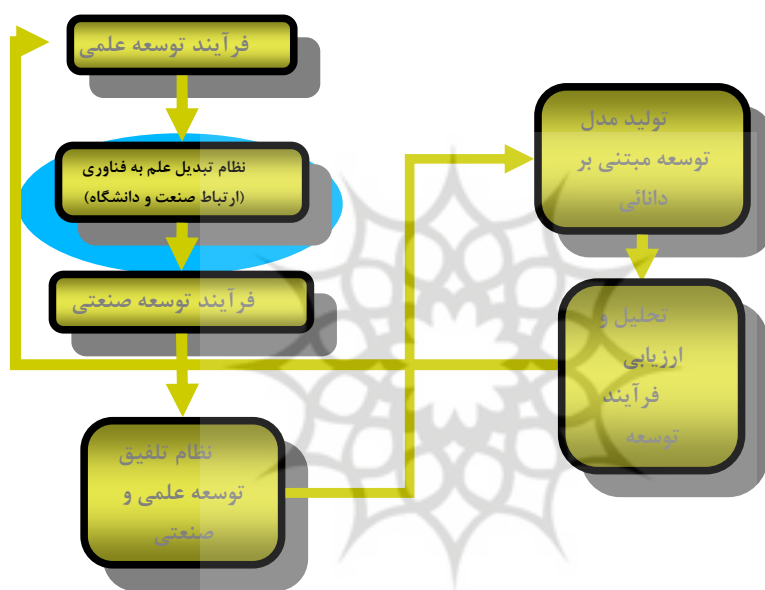 فرآیند توسعه علمی
نظام تبدیل علم به فناوری
(ارتباط صنعت و دانشگاه)
فرآیند توسعه صنعتی
نظام تلفیق
توسعه علمی و
صنعتی
تولید مدل
توسعه مبتنی بر
دانائی
تحلیل و
ارزیابی
فرآیند
توسعه